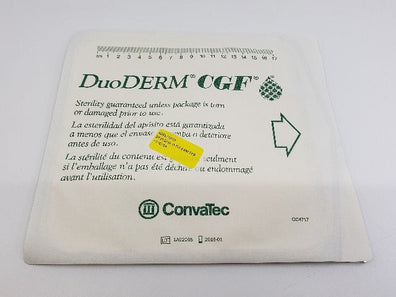 cm 1 2 3 4 5 6 7 8 9 10 11 12 13 14 15 16 17
DuoDERM® CGF®
Sterility guaranteed unless package is torn
or damaged prior to use.
La esterilidad del apósito está garantizada
a menos que el envase o deteriore
antes de uso.
La stérilité du contenu est
si l'emballage n'a pas été déchiré ou endommagé
avant l'utilisation.
ConvaTec
LOT